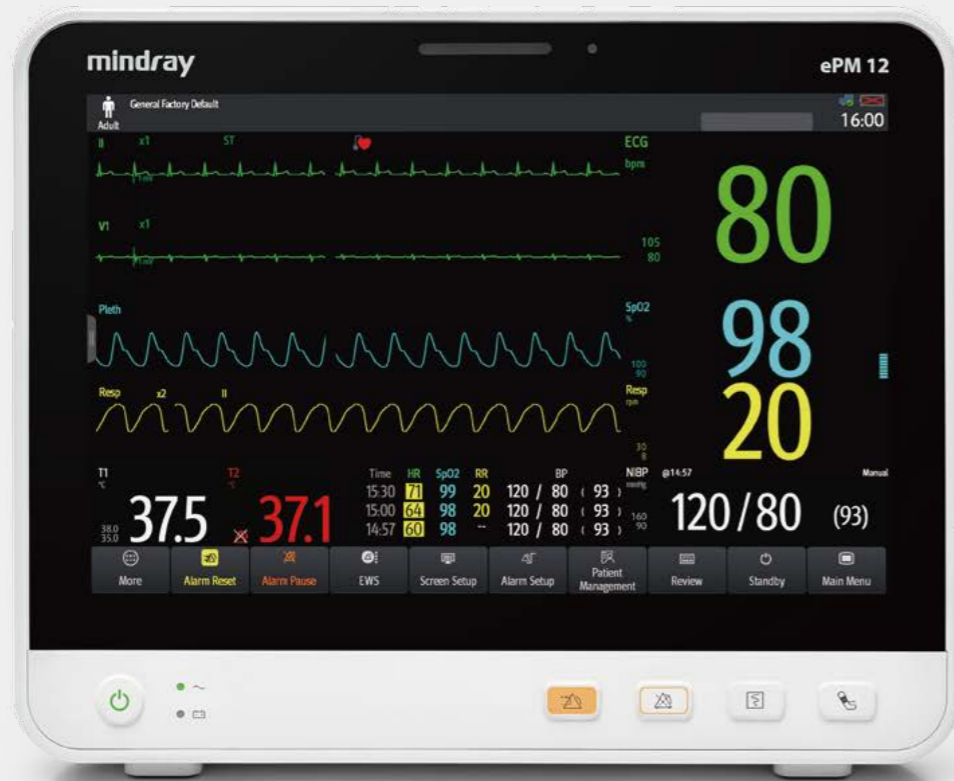 mindray
ePM 12
General Factory Default
Adult
16:00
II x1 ST ECG
bpm
1 mV
80
V1 x1
105
80
1 mV
Pleth SpO2
%
98
100
90
Resp x2 II Resp
rpm
20
30
8
T1 T2 Time HR SpO2 RR BP NIBP @14:57 Manual
°C °C mmHg
15:30 71 99 20 120 / 80 ( 93 )
15:00 64 98 20 120 / 80 ( 93 )
14:57 60 98 -- 120 / 80 ( 93 )
38.0
35.0
37.5 37.1
160
90
120/80 (93)
More Alarm Reset Alarm Pause EWS Screen Setup Alarm Setup Patient Management Review Standby Main Menu